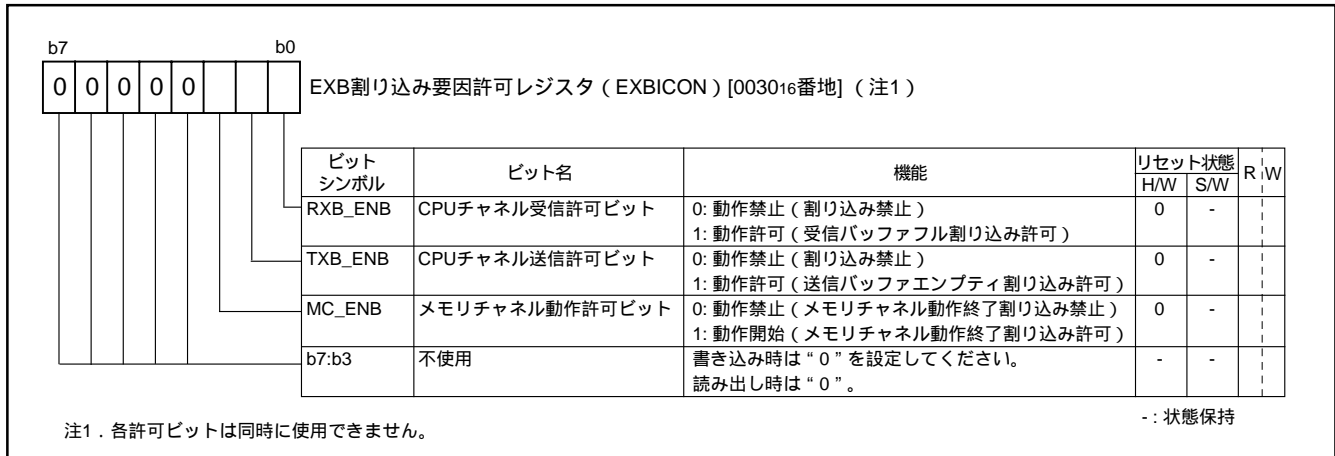 b7 b0
0 0 0 0 0 EXB割り込み要因許可レジスタ（EXBICON）[003016番地]（注1）
ビットシンボル ビット名 機能 リセット状態 R W
H/W S/W
RXB_ENB CPUチャネル受信許可ビット 0: 動作禁止（割り込み禁止） 0 -
1: 動作許可（受信バッファフル割り込み許可）
TXB_ENB CPUチャネル送信許可ビット 0: 動作禁止（割り込み禁止） 0 -
1: 動作許可（送信バッファエンプティ割り込み許可）
MC_ENB メモリチャネル動作許可ビット 0: 動作禁止（メモリチャネル動作終了割り込み禁止） 0 -
1: 動作開始（メモリチャネル動作終了割り込み許可）
b7:b3 不使用 書き込み時は“0”を設定してください。 - -
読み出し時は“0”。
- : 状態保持
注1．各許可ビットは同時に使用できません。